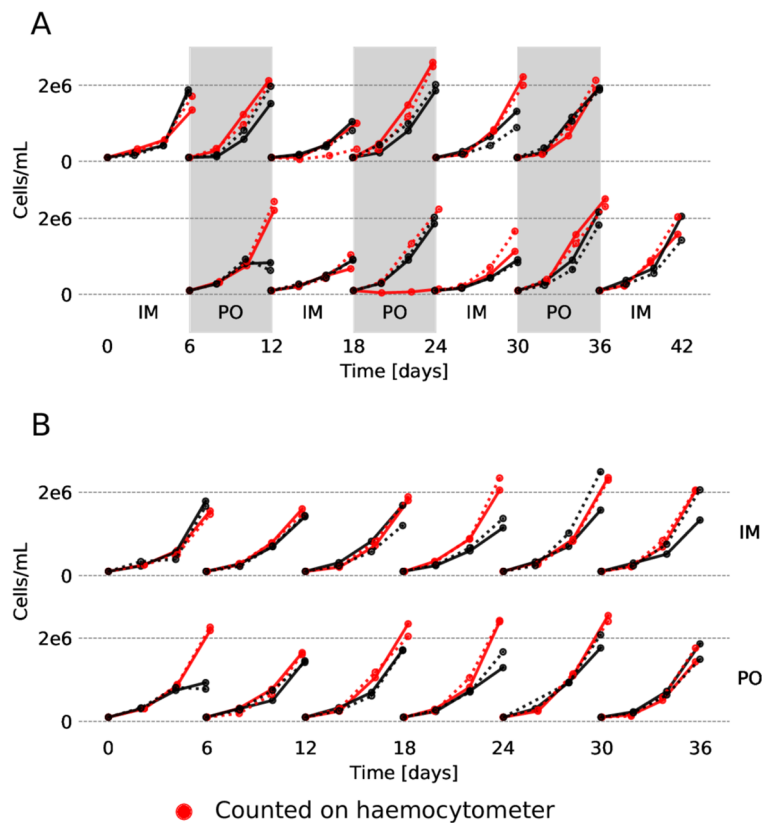 A
2e6
0
Cells/mL
2e6
0
IM PO IM PO IM PO IM
0 6 12 18 24 30 36 42
Time [days]
B
2e6
0
IM
Cells/mL
2e6
0
PO
0 6 12 18 24 30 36
Time [days]
Counted on haemocytometer